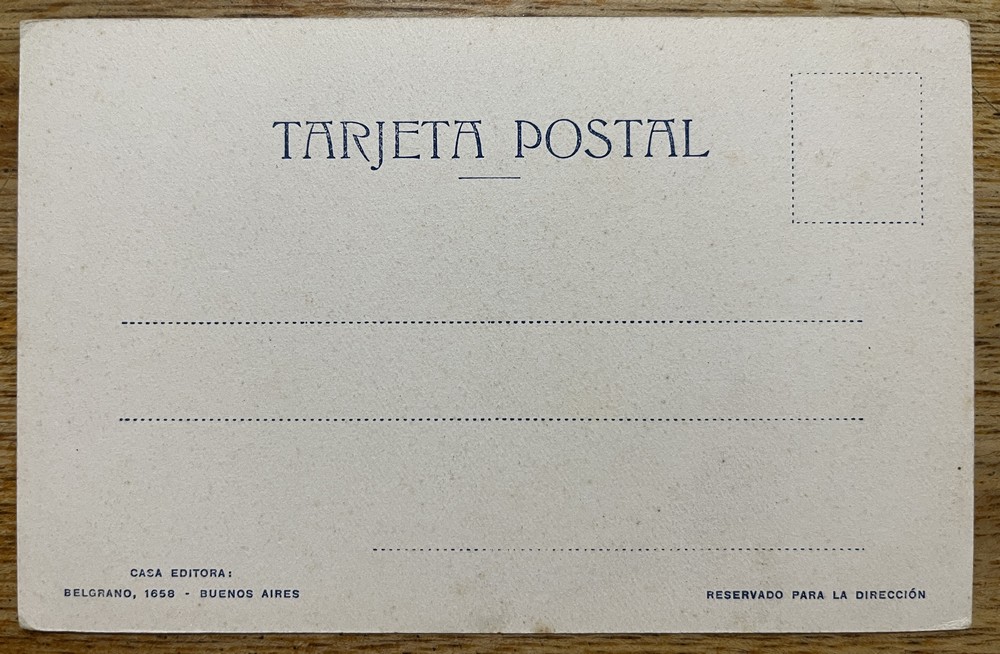 TARJETA POSTAL
CASA EDITORA:
BELGRANO, 1658 - BUENOS AIRES
RESERVADO PARA LA DIRECCIÓN